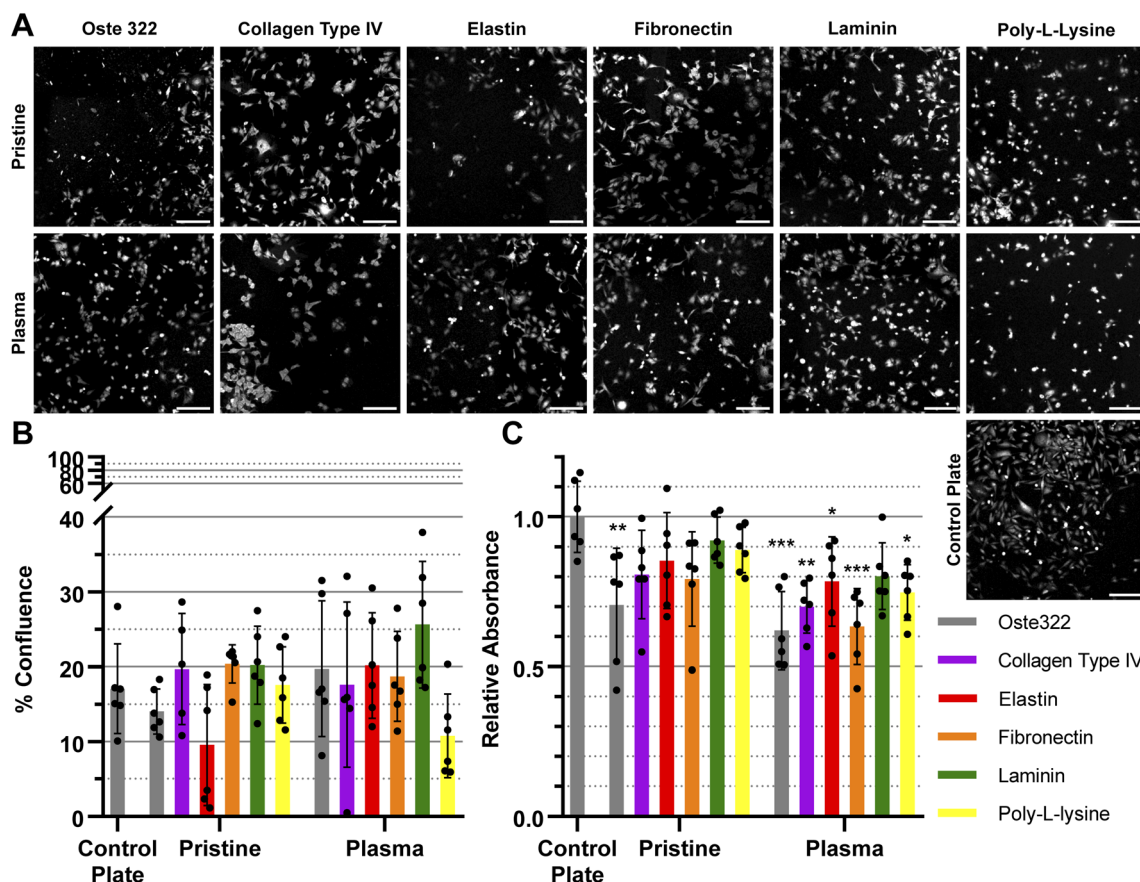 A
Oste 322
Collagen Type IV
Elastin
Fibronectin
Laminin
Poly-L-Lysine
Pristine
Plasma
Control Plate
B
% Confluence
100
80
60
40
30
20
10
0
Control
Plate
Pristine
Plasma
C
Relative Absorbance
1.0
0.5
0.0
**
***
**
*
***
*
Control
Plate
Pristine
Plasma
Oste322
Collagen Type IV
Elastin
Fibronectin
Laminin
Poly-L-lysine